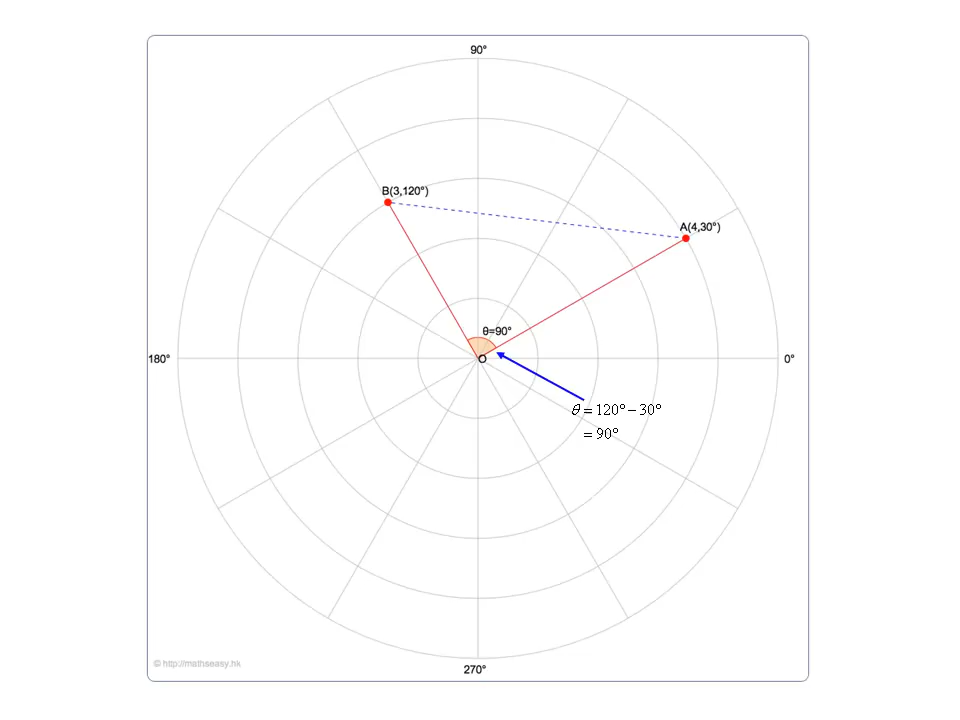 90°
B(3,120°)
A(4,30°)
θ=90°
180°
O
0°
θ = 120° − 30°
= 90°
© http://mathseasy.hk
270°